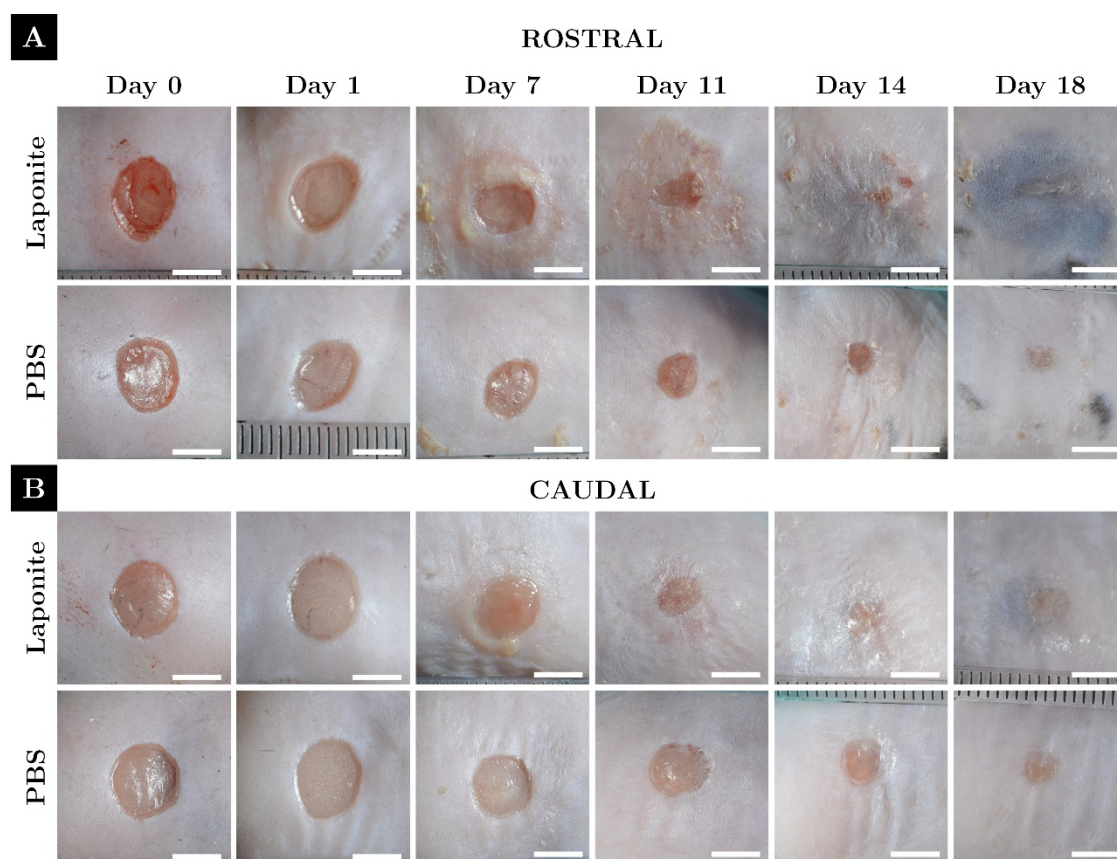 A
ROSTRAL
Day 0 Day 1 Day 7 Day 11 Day 14 Day 18
Laponite
PBS
B
CAUDAL
Laponite
PBS